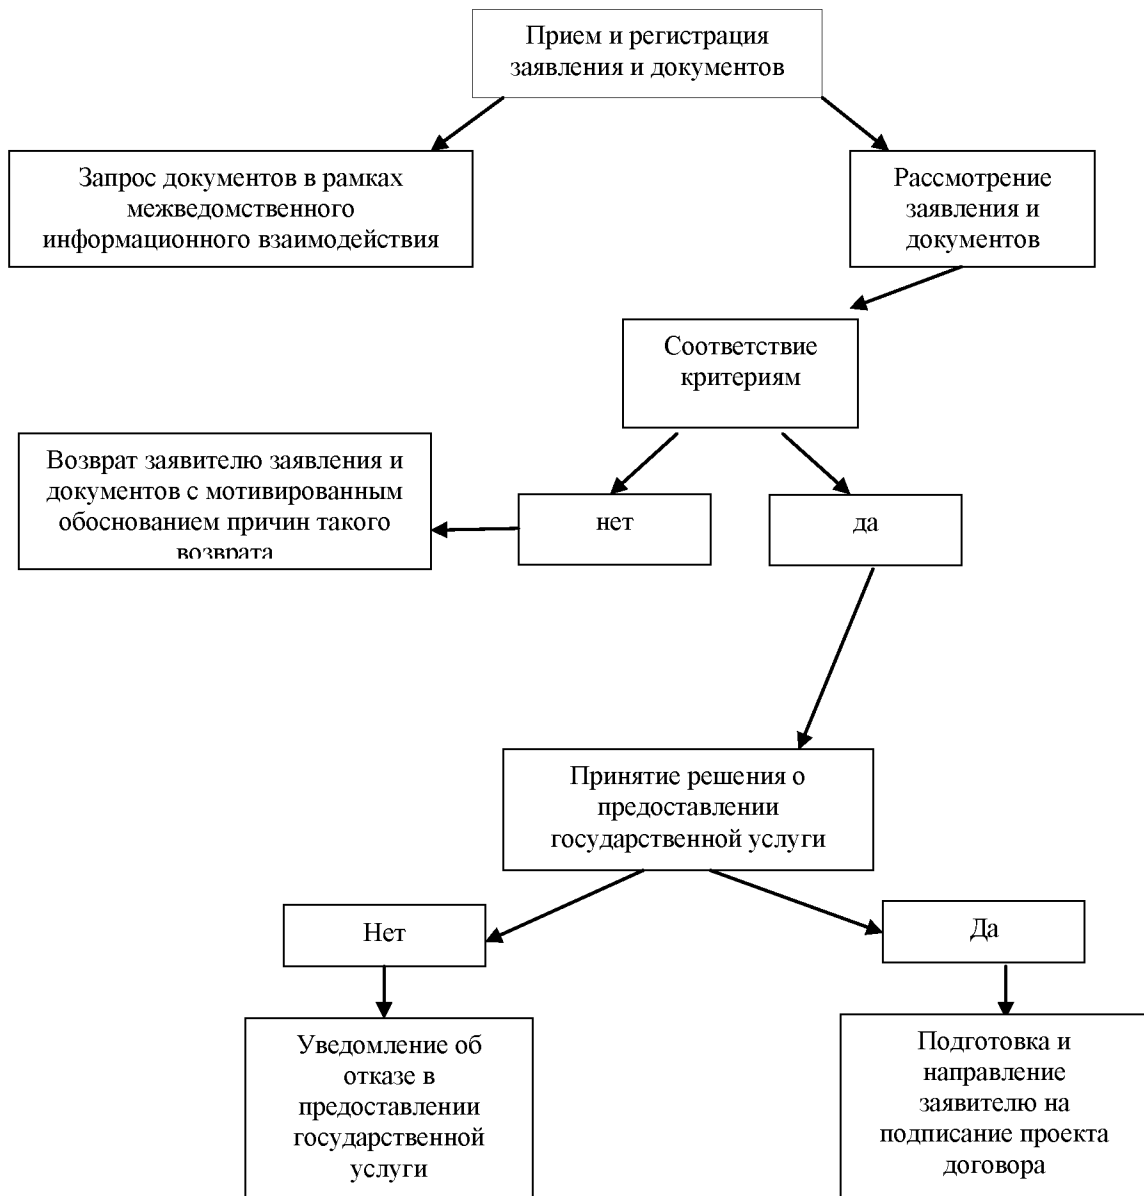 Прием и регистрация
заявления и документов
Запрос документов в рамках
межведомственного
информационного взаимодействия
Рассмотрение
заявления и
документов
Соответствие
критериям
Возврат заявителю заявления и
документов с мотивированным
обоснованием причин такого
возврата
нет
да
Принятие решения о
предоставлении
государственной услуги
Нет
Да
Уведомление об
отказе в
предоставлении
государственной
услуги
Подготовка и
направление
заявителю на
подписание проекта
договора